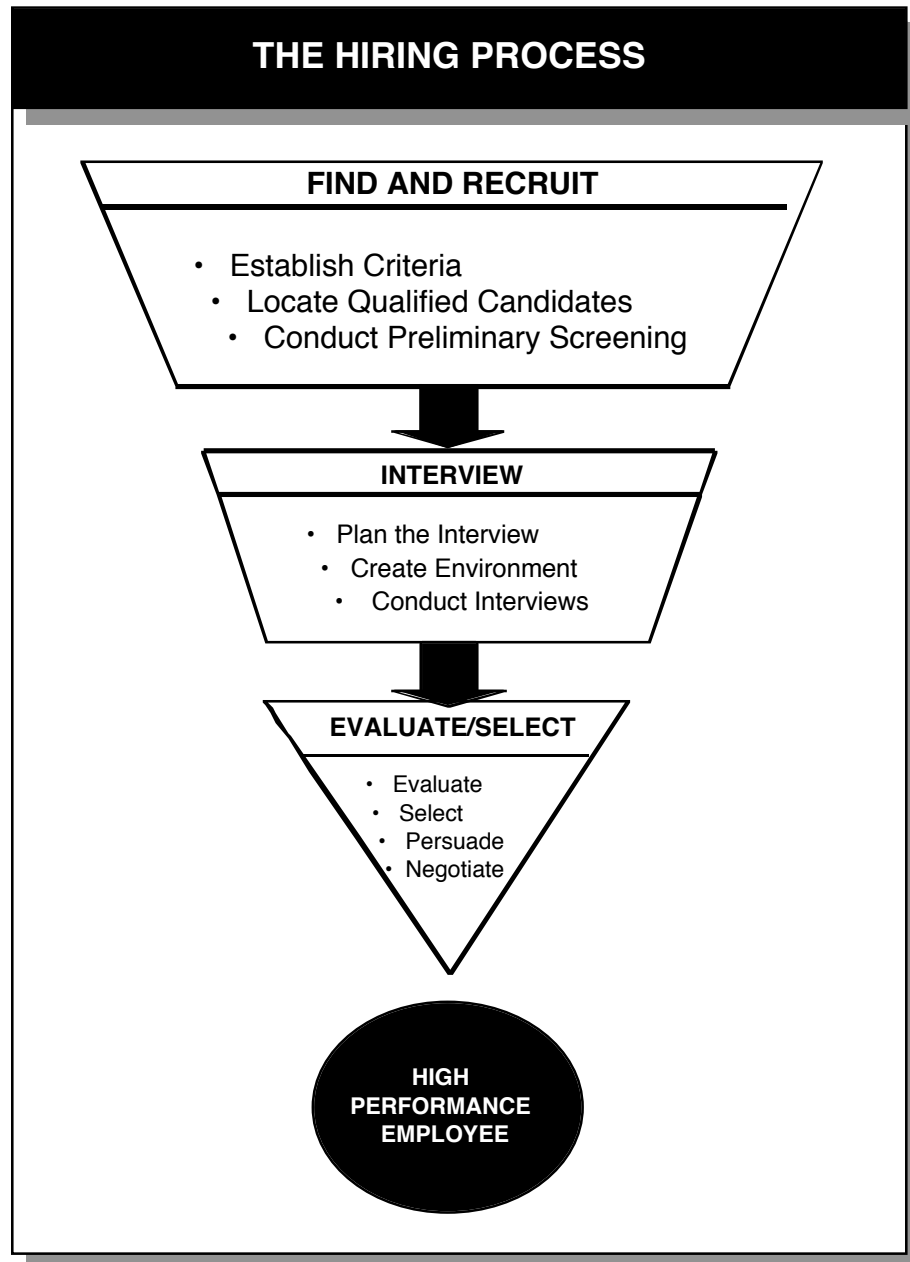 THE HIRING PROCESS
FIND AND RECRUIT
• Establish Criteria
• Locate Qualified Candidates
• Conduct Preliminary Screening
INTERVIEW
• Plan the Interview
• Create Environment
• Conduct Interviews
EVALUATE/SELECT
• Evaluate
• Select
• Persuade
• Negotiate
HIGH
PERFORMANCE
EMPLOYEE